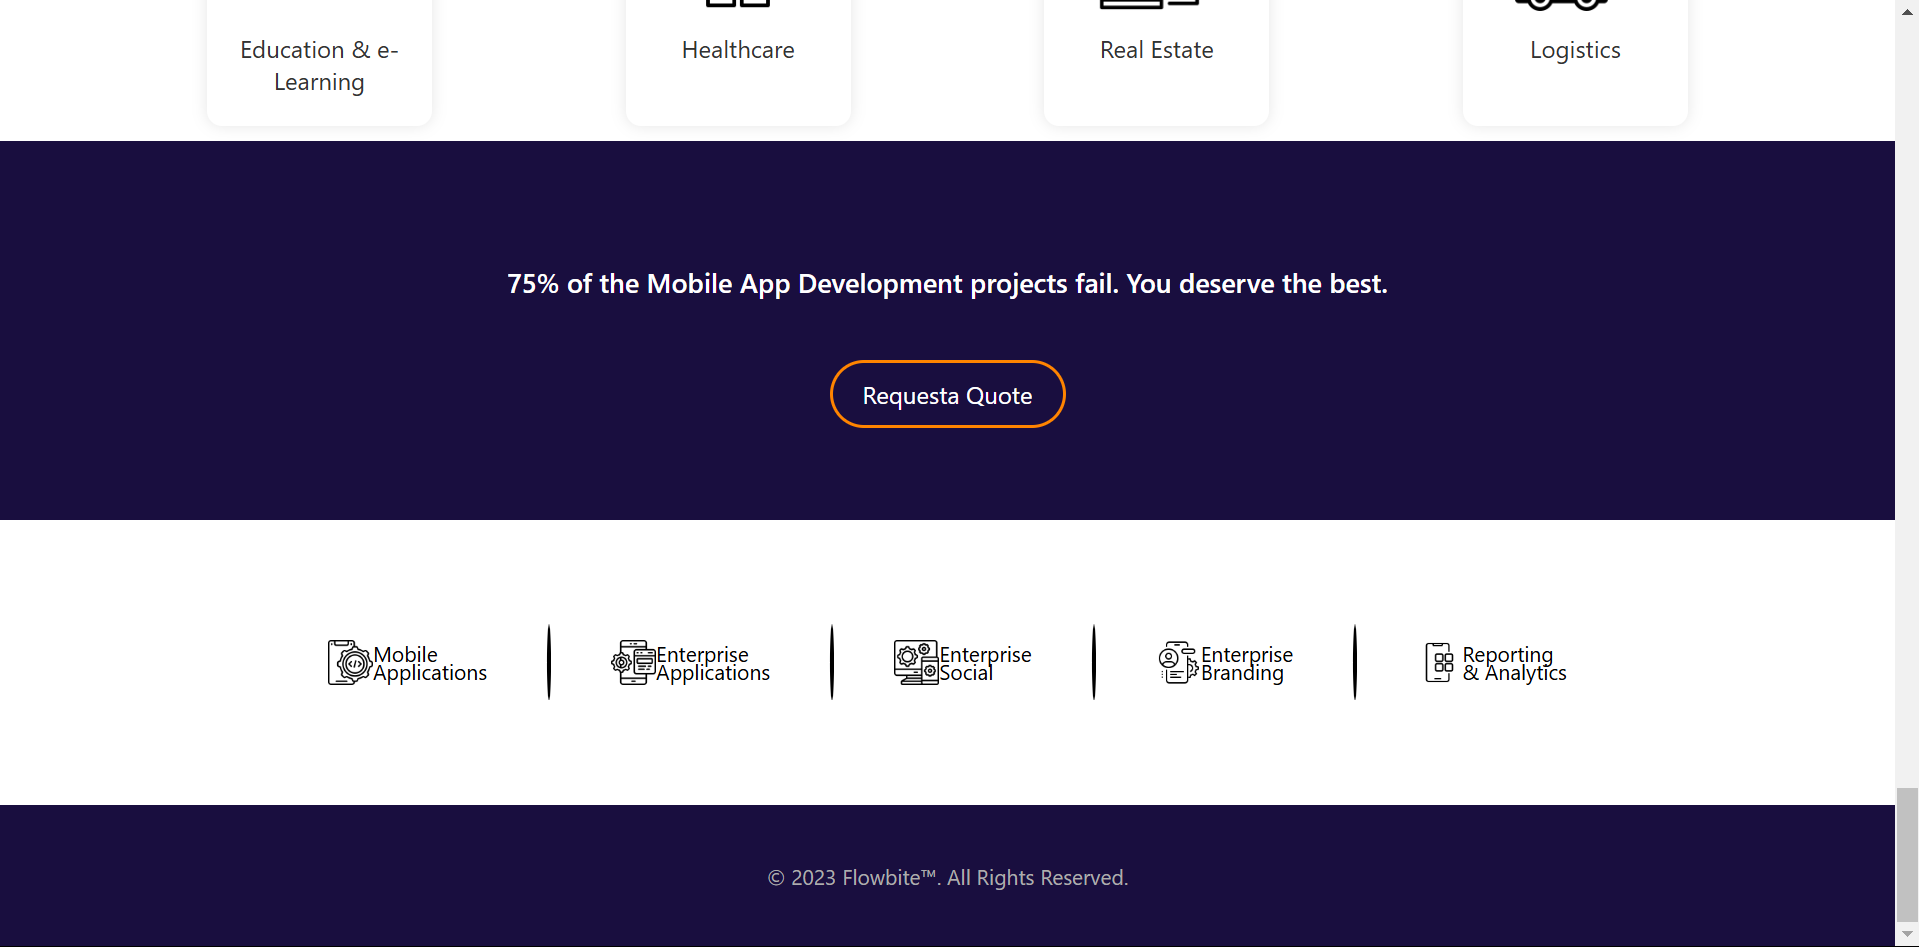 Education & e-
Learning
Healthcare
Real Estate
Logistics
75% of the Mobile App Development projects fail. You deserve the best.
Requesta Quote
Mobile
Applications
Enterprise
Applications
Enterprise
Social
Enterprise
Branding
Reporting
& Analytics
© 2023 Flowbite™. All Rights Reserved.